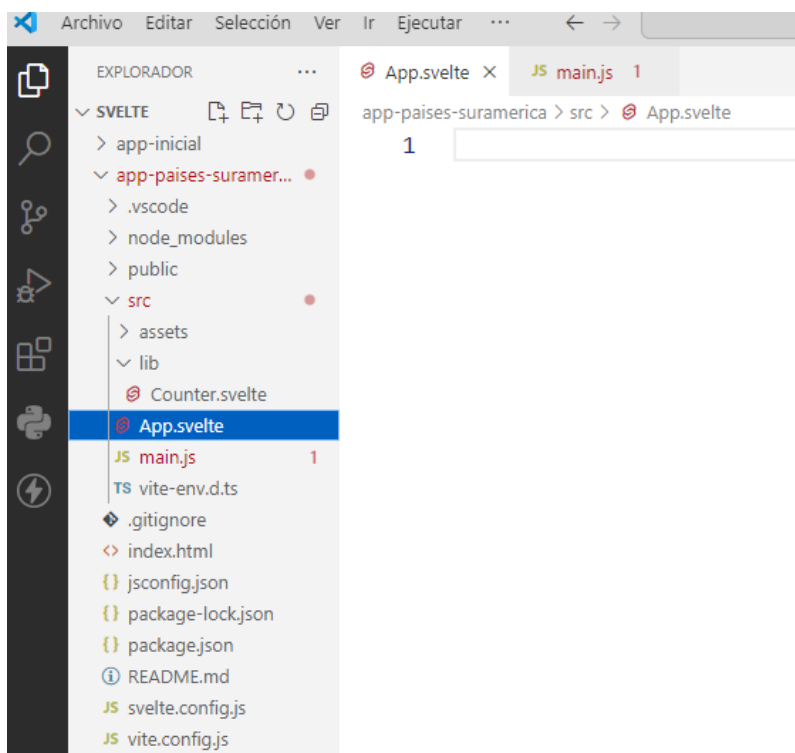 Archivo Editar Selección Ver Ir Ejecutar ···
EXPLORADOR ···
SVELTE
> app-inicial
app-paises-suramer...
> .vscode
> node_modules
> public
src
> assets
lib
Counter.svelte
App.svelte
JS main.js 1
TS vite-env.d.ts
.gitignore
<> index.html
{} jsconfig.json
{} package-lock.json
{} package.json
README.md
JS svelte.config.js
JS vite.config.js
App.svelte × JS main.js 1
app-paises-suramerica > src > App.svelte
1